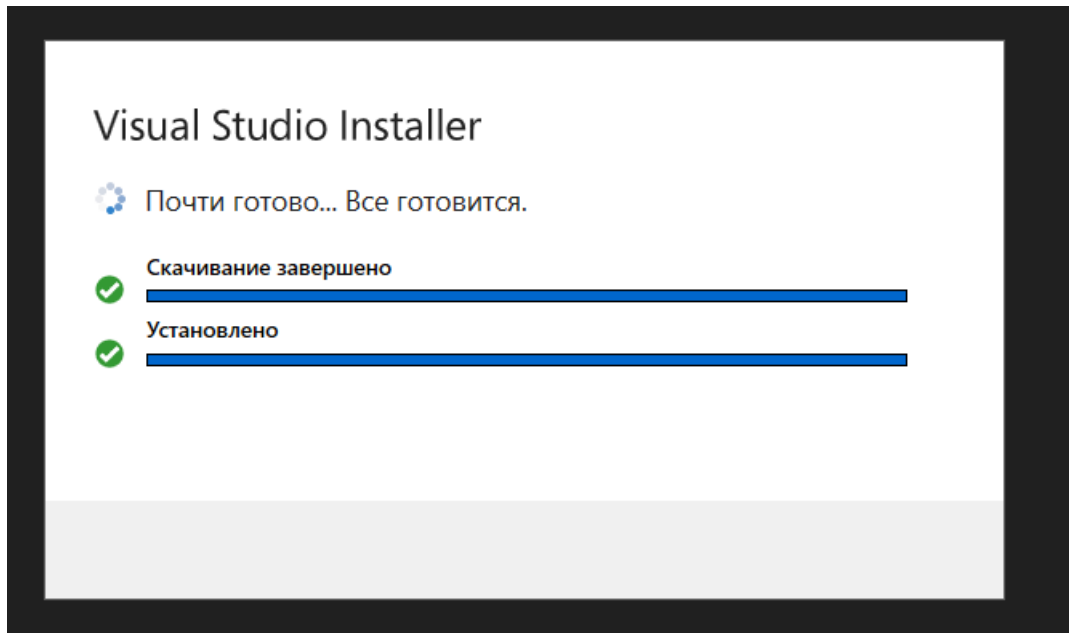 Visual Studio Installer
Почти готово... Все готовится.
Скачивание завершено
Установлено